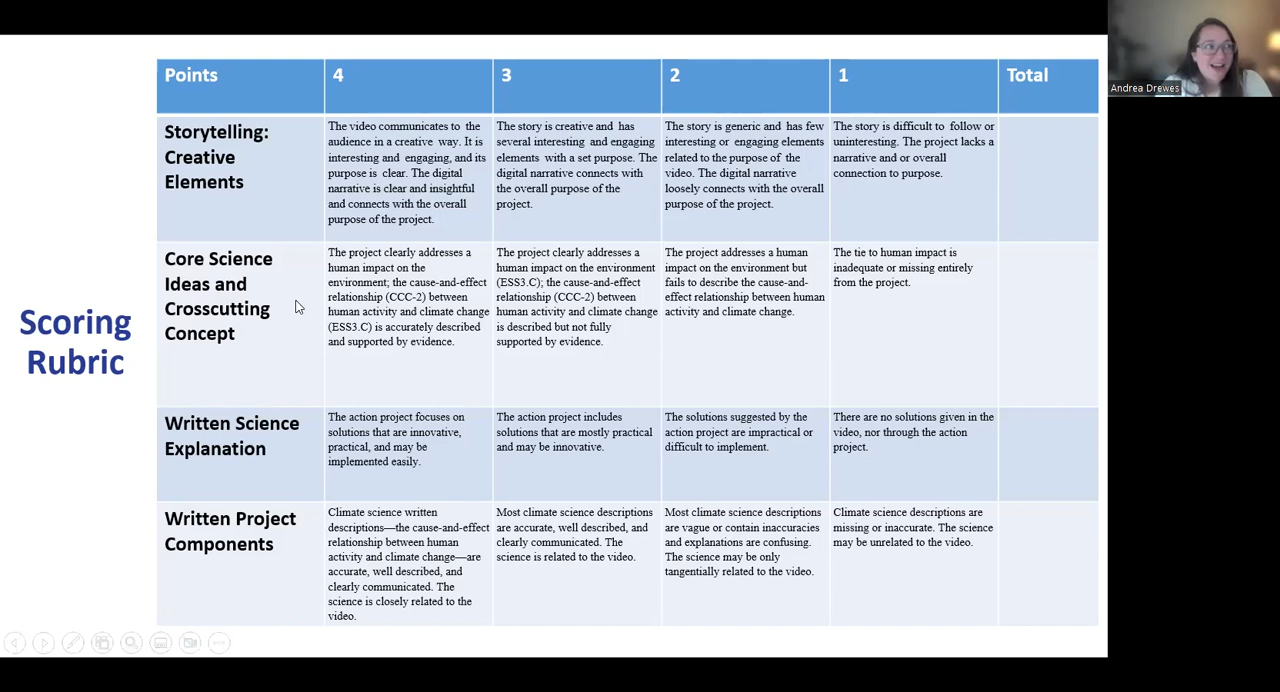 Andrea Drewes
Scoring
Rubric
Points
4
3
2
1
Total
Storytelling:
Creative
Elements
The video communicates to the
audience in a creative way. It is
interesting and engaging, and its
purpose is clear. The digital
narrative is clear and insightful
and connects with the overall
purpose of the project.
The story is creative and has
several interesting and engaging
elements with a set purpose. The
digital narrative connects with
the overall purpose of the
project.
The story is generic and has few
interesting or engaging elements
related to the purpose of the
video. The digital narrative
loosely connects with the overall
purpose of the project.
The story is difficult to follow or
uninteresting. The project lacks a
narrative and or overall
connection to purpose.
Core Science
Ideas and
Crosscutting
Concept
The project clearly addresses a
human impact on the
environment; the cause-and-effect
relationship (CCC-2) between
human activity and climate change
(ESS3.C) is accurately described
and supported by evidence.
The project clearly addresses a
human impact on the environment
(ESS3.C); the cause-and-effect
relationship (CCC-2) between
human activity and climate change
is described but not fully
supported by evidence.
The project addresses a human
impact on the environment but
fails to describe the cause-and-
effect relationship between human
activity and climate change.
The tie to human impact is
inadequate or missing entirely
from the project.
Written Science
Explanation
The action project focuses on
solutions that are innovative,
practical, and may be
implemented easily.
The action project includes
solutions that are mostly practical
and may be innovative.
The solutions suggested by the
action project are impractical or
difficult to implement.
There are no solutions given in the
video, nor through the action
project.
Written Project
Components
Climate science written
descriptions—the cause-and-effect
relationship between human
activity and climate change—are
accurate, well described, and
clearly communicated. The
science is closely related to the
video.
Most climate science descriptions
are accurate, well described, and
clearly communicated. The
science is related to the video.
Most climate science descriptions
are vague or contain inaccuracies
and explanations are confusing.
The science may be only
tangentially related to the video.
Climate science descriptions are
missing or inaccurate. The science
may be unrelated to the video.